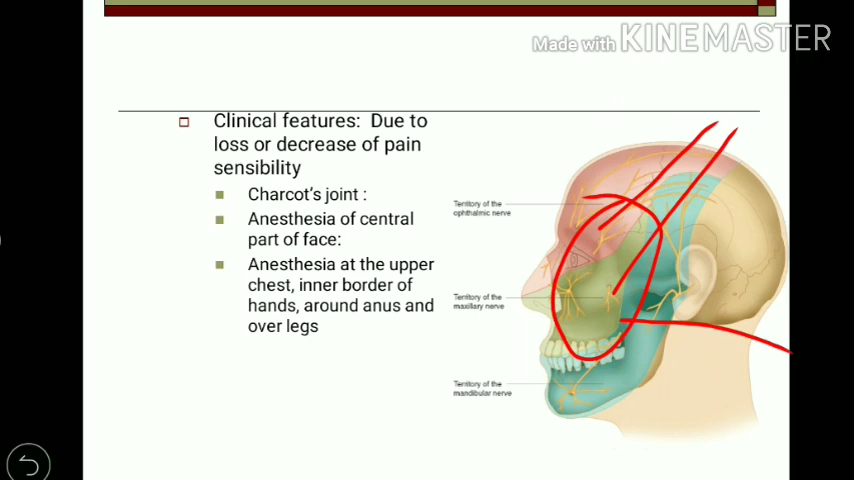 Made with KINEMASTER
Clinical features: Due to
loss or decrease of pain
sensibility
Charcot's joint :
Anesthesia of central
part of face:
Anesthesia at the upper
chest, inner border of
hands, around anus and
over legs
Territory of the
ophthalmic nerve
Territory of the
maxillary nerve
Territory of the
mandibular nerve